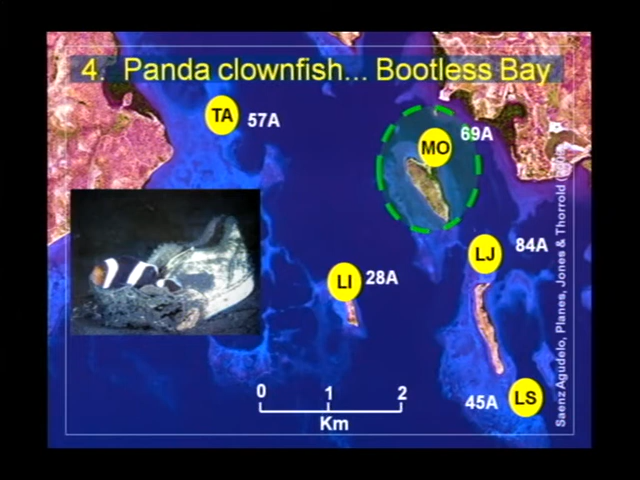 4. Panda clownfish... Bootless Bay
TA
57A
69A
MO
84A
LJ
LI
28A
0 1 2
Km
45A
LS
Saenz Agudelo, Planes, Jones & Thorrold